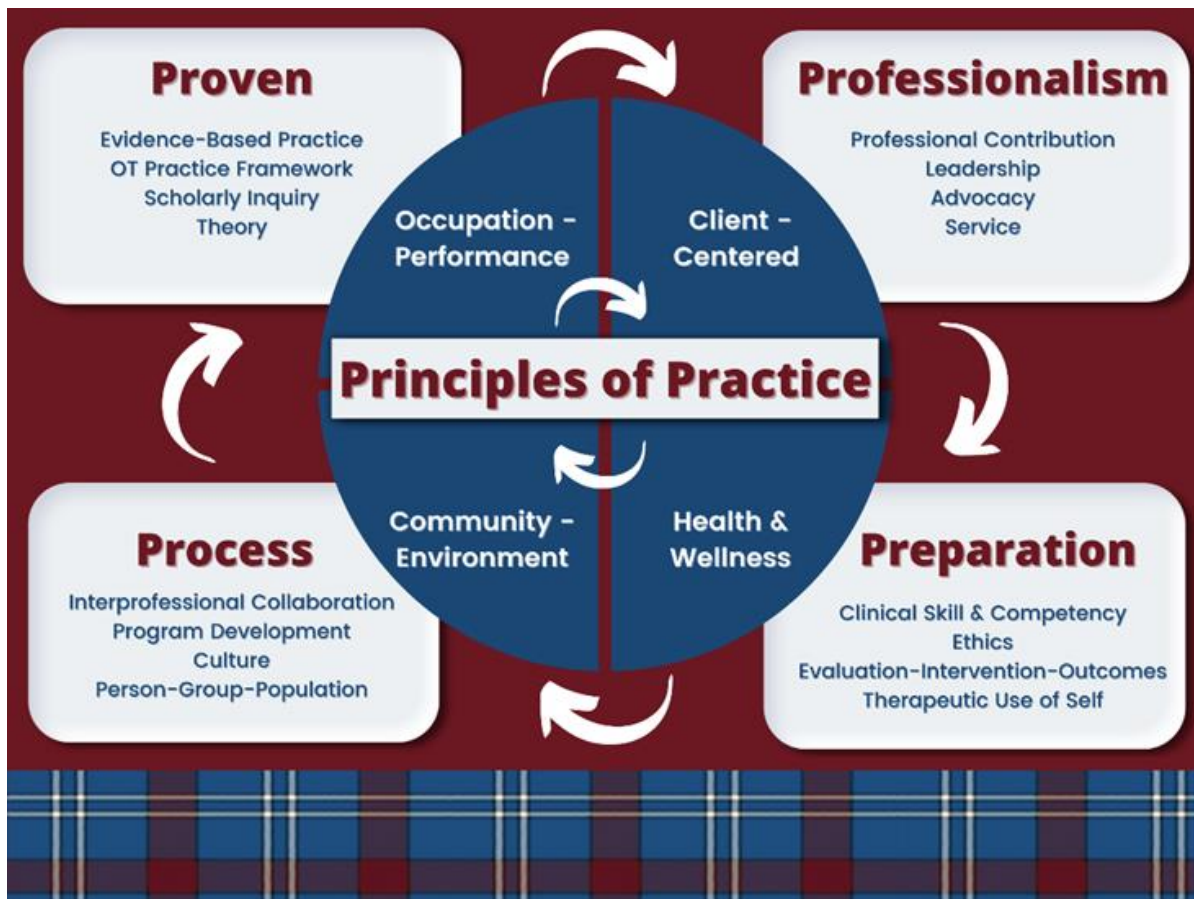 Proven
Evidence-Based Practice
OT Practice Framework
Scholarly Inquiry
Theory
Professionalism
Professional Contribution
Leadership
Advocacy
Service
Occupation -
Performance
Client -
Centered
Principles of Practice
Community -
Environment
Health &
Wellness
Process
Interprofessional Collaboration
Program Development
Culture
Person-Group-Population
Preparation
Clinical Skill & Competency
Ethics
Evaluation-Intervention-Outcomes
Therapeutic Use of Self